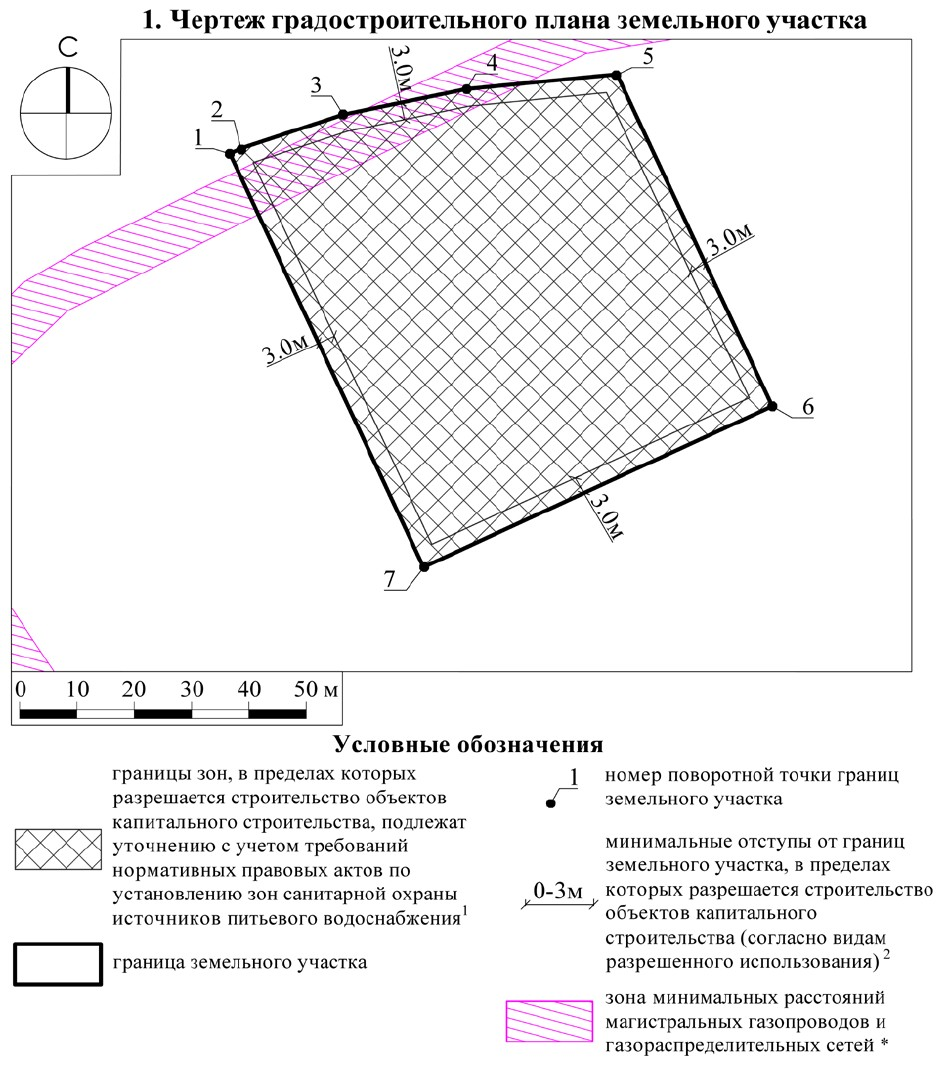 1. Чертеж градостроительного плана земельного участка
С
3.0м
4
5
3
2
1
3.0м
3.0м
6
3.0м
7
0 10 20 30 40 50 м
Условные обозначения
границы зон, в пределах которых
разрешается строительство объектов
капитального строительства, подлежат
уточнению с учетом требований
нормативных правовых актов по
установлению зон санитарной охраны
источников питьевого водоснабжения1
граница земельного участка
1
номер поворотной точки границ
земельного участка
0-3м
минимальные отступы от границ
земельного участка, в пределах
которых разрешается строительство
объектов капитального
строительства (согласно видам
разрешенного использования)2
зона минимальных расстояний
магистральных газопроводов и
газораспределительных сетей *